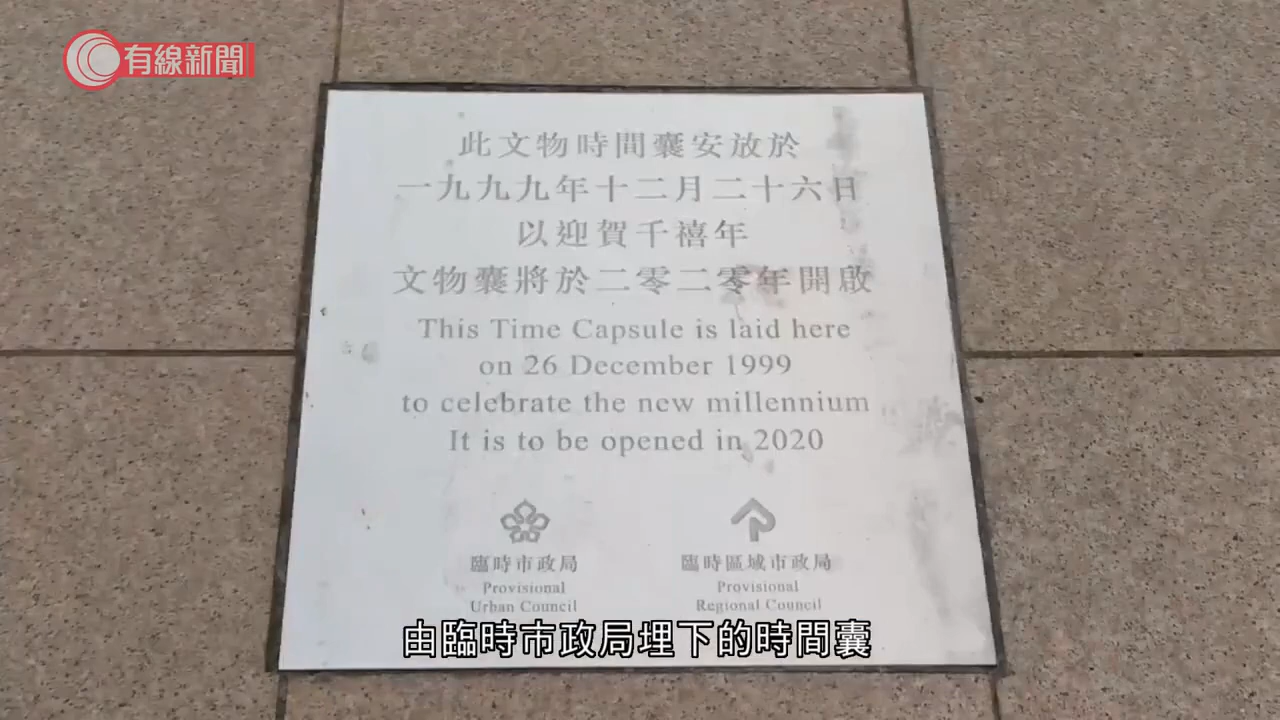 有線新聞
此文物時間囊安放於
一九九九年十二月二十六日
以迎賀千禧年
文物囊將於二零二零年開啟
This Time Capsule is laid here
on 26 December 1999
to celebrate the new millennium
It is to be opened in 2020
臨時市政局
Provisional
Urban Council
臨時區域市政局
Provisional
Regional Council
由臨時市政局埋下的時間囊